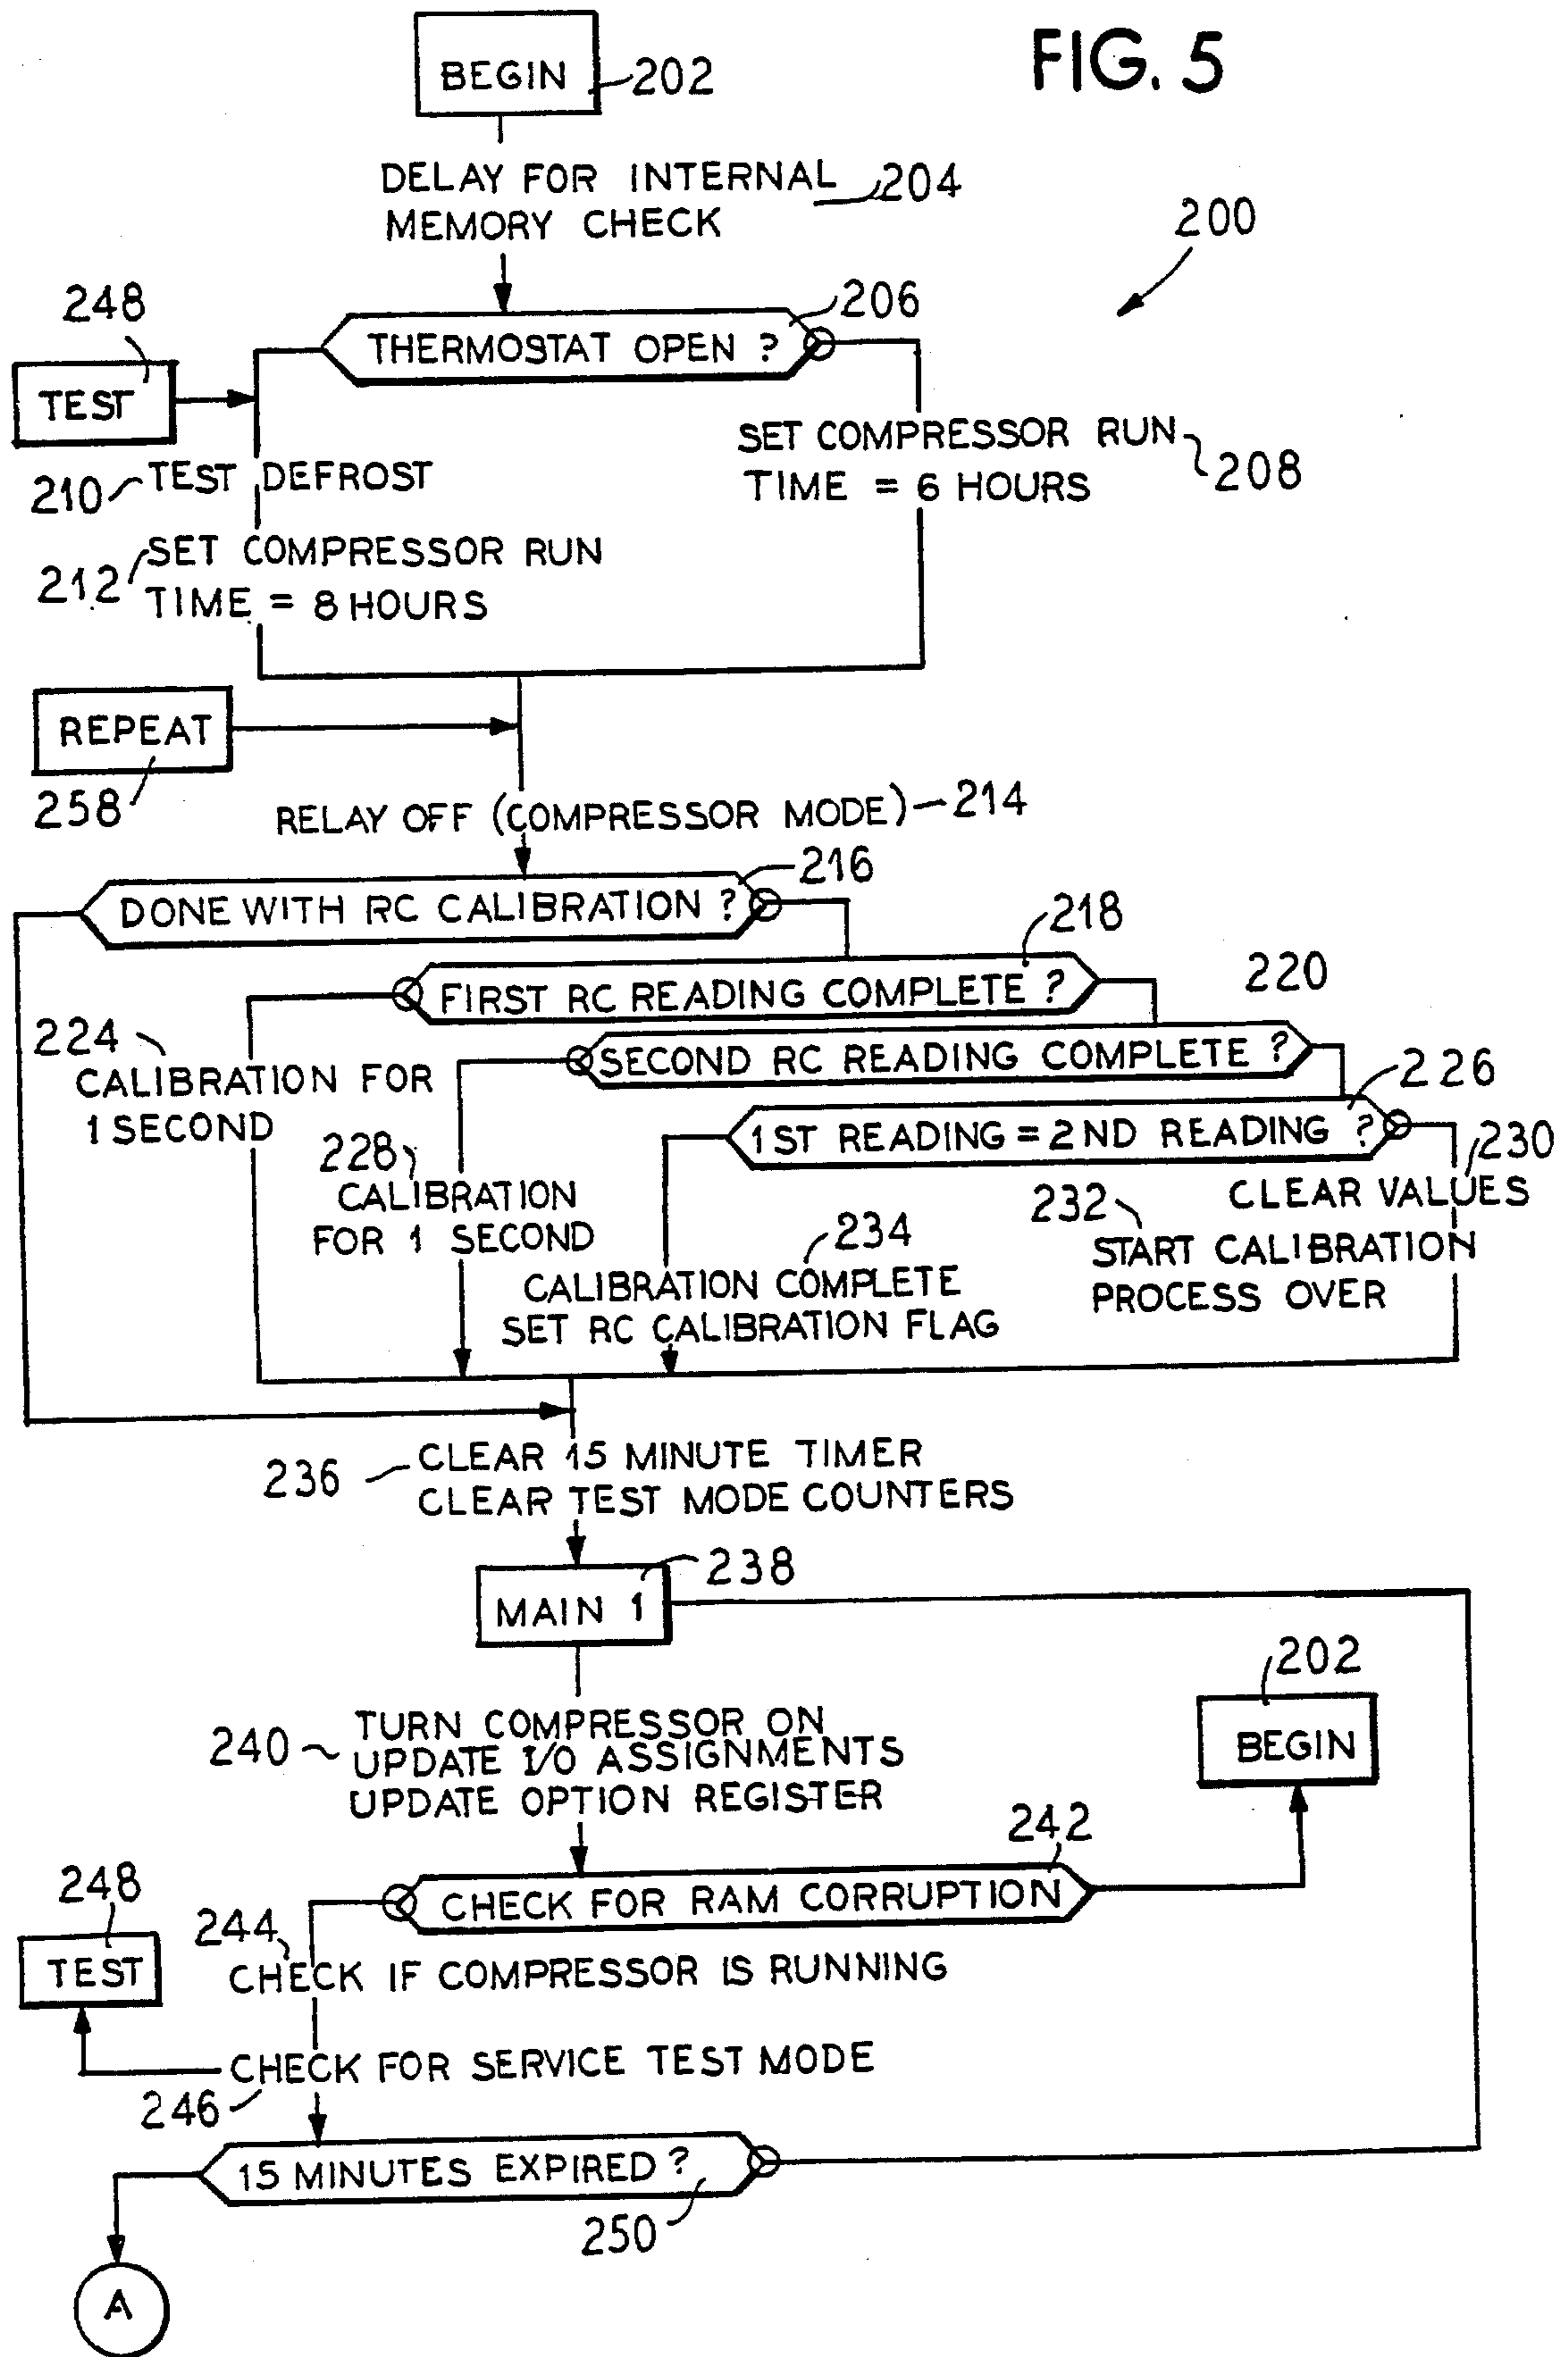 FIG. 5
BEGIN
202
DELAY FOR INTERNAL
MEMORY CHECK
204
200
248
206
THERMOSTAT OPEN ?
TEST
SET COMPRESSOR RUN
TIME = 6 HOURS
208
210
TEST DEFROST
212
SET COMPRESSOR RUN
TIME = 8 HOURS
REPEAT
258
RELAY OFF (COMPRESSOR MODE)
214
216
DONE WITH RC CALIBRATION ?
218
FIRST RC READING COMPLETE ?
220
224
CALIBRATION FOR
1 SECOND
SECOND RC READING COMPLETE ?
226
1ST READING = 2ND READING ?
228
CALIBRATION
FOR 1 SECOND
230
CLEAR VALUES
232
START CALIBRATION
PROCESS OVER
234
CALIBRATION COMPLETE
SET RC CALIBRATION FLAG
236
CLEAR 15 MINUTE TIMER
CLEAR TEST MODE COUNTERS
238
MAIN 1
202
BEGIN
240
TURN COMPRESSOR ON
UPDATE I/O ASSIGNMENTS
UPDATE OPTION REGISTER
242
CHECK FOR RAM CORRUPTION
248
TEST
244
CHECK IF COMPRESSOR IS RUNNING
CHECK FOR SERVICE TEST MODE
246
15 MINUTES EXPIRED ?
250
A